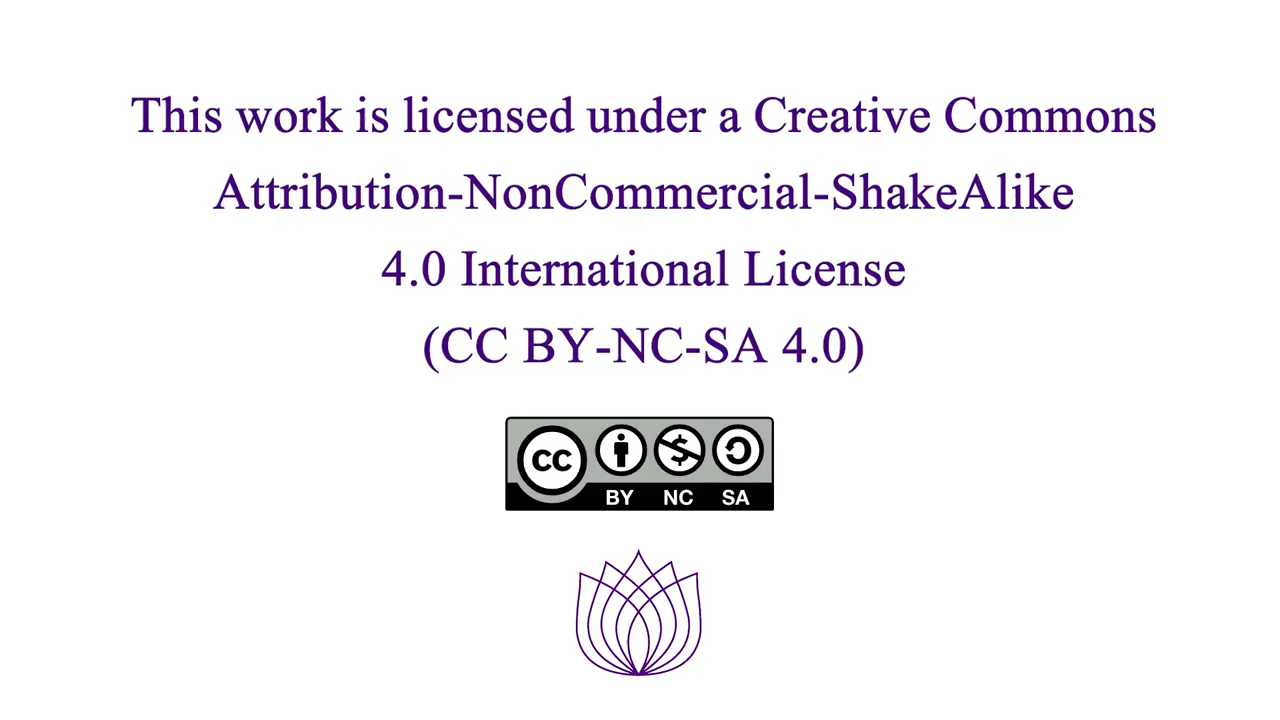 This work is licensed under a Creative Commons
Attribution-NonCommercial-ShakeAlike
4.0 International License
(CC BY-NC-SA 4.0)
CC
BY NC SA